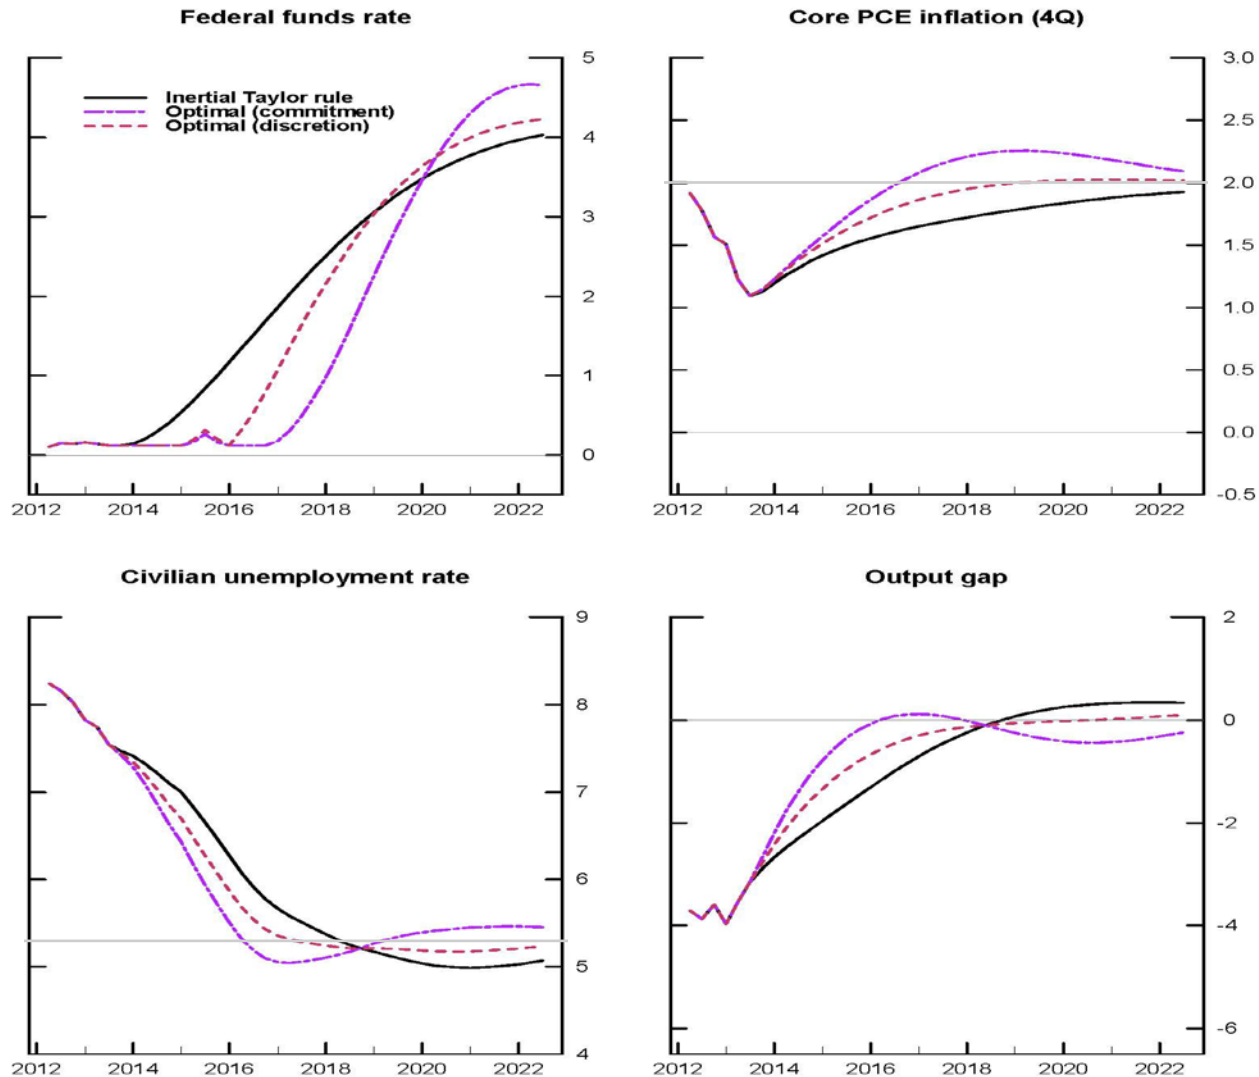 Federal funds rate
5
4
3
2
1
0
Inertial Taylor rule
Optimal (commitment)
Optimal (discretion)
2012 2014 2016 2018 2020 2022
Core PCE inflation (4Q)
3.0
2.5
2.0
1.5
1.0
0.5
0.0
-0.5
2012 2014 2016 2018 2020 2022
Civilian unemployment rate
9
8
7
6
5
4
2012 2014 2016 2018 2020 2022
Output gap
2
0
-2
-4
-6
2012 2014 2016 2018 2020 2022